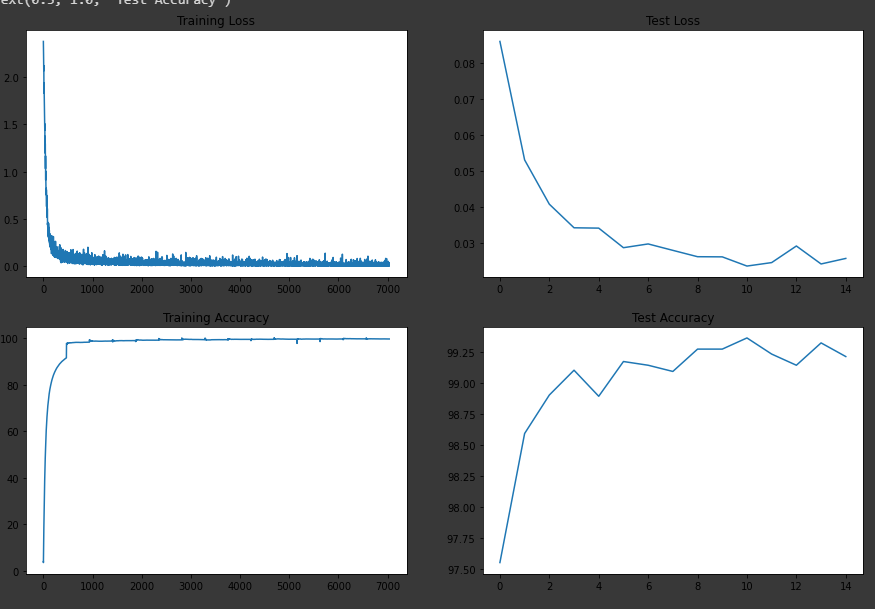 ext(0.5, 1.0, 'Test Accuracy')
Training Loss
2.0
1.5
1.0
0.5
0.0
0 1000 2000 3000 4000 5000 6000 7000
Test Loss
0.08
0.07
0.06
0.05
0.04
0.03
0 2 4 6 8 10 12 14
Training Accuracy
100
80
60
40
20
0
0 1000 2000 3000 4000 5000 6000 7000
Test Accuracy
99.25
99.00
98.75
98.50
98.25
98.00
97.75
97.50
0 2 4 6 8 10 12 14